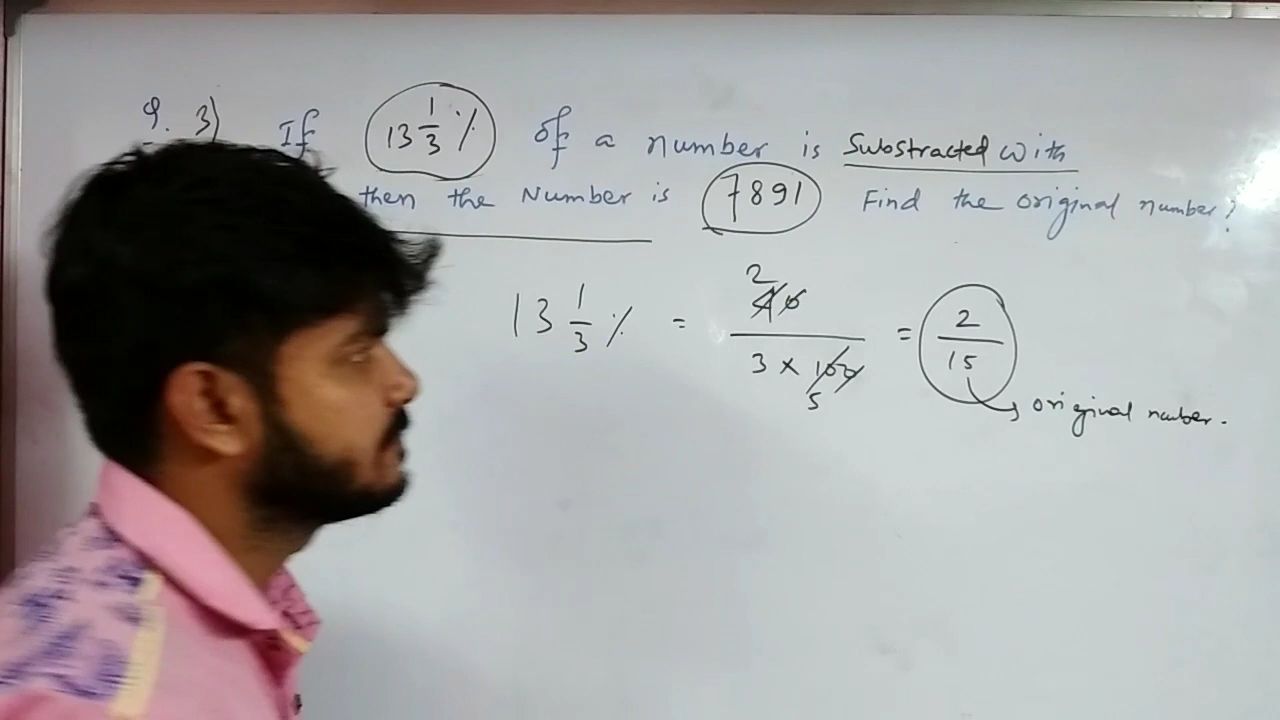 Q. 3) If 13 1/3 % of a number is Substracted with
then the Number is 7891 Find the original number?
13 1/3 % = 2 40 / 3 × 100 5 = 2/15
original number.